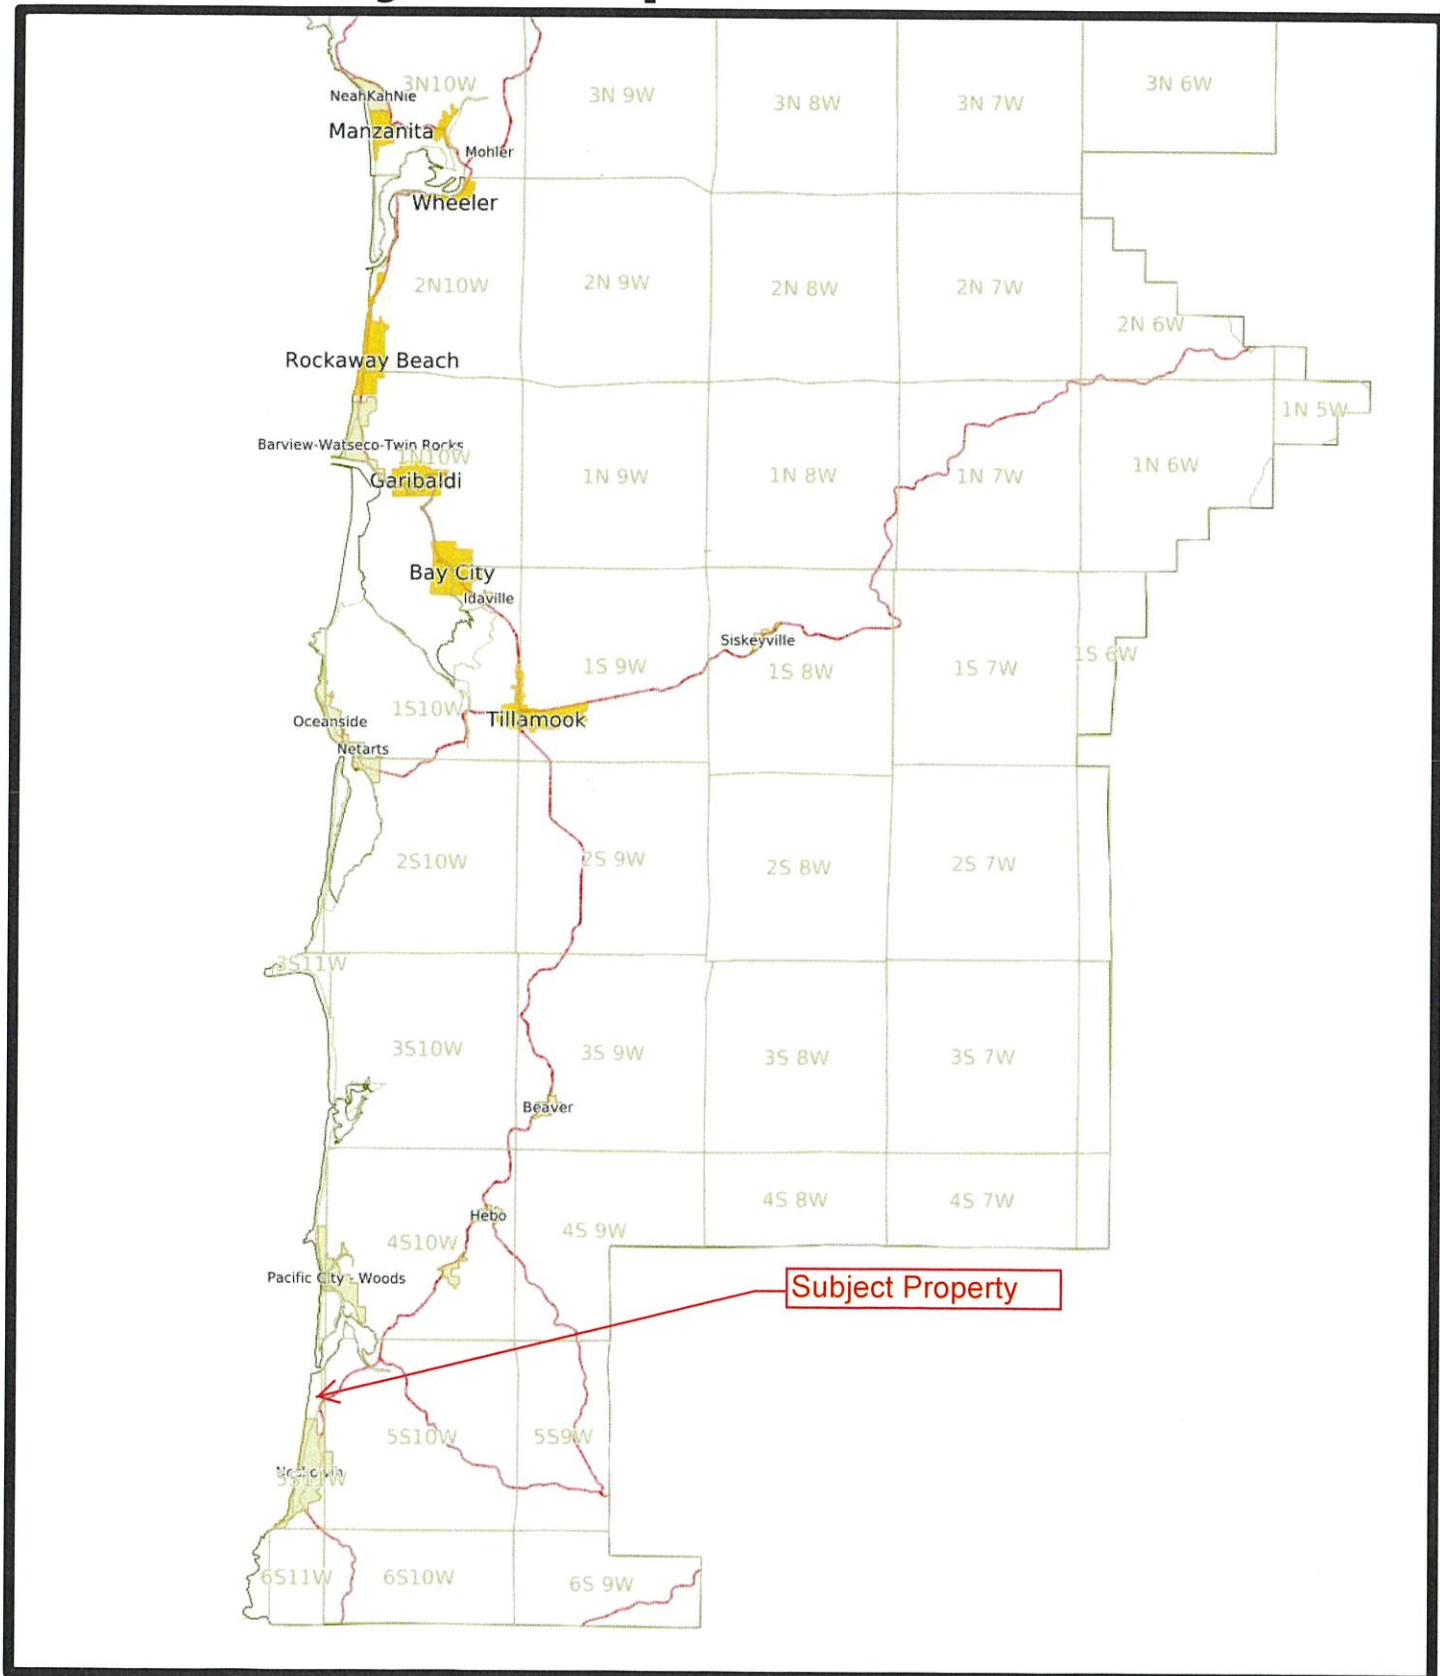 3N10W
3N 9W
3N 8W
3N 7W
3N 6W
NeahKahNie
Manzanita
Mohler
Wheeler
2N10W
2N 9W
2N 8W
2N 7W
2N 6W
Rockaway Beach
1N 5W
Barview-Watseco-Twin Rocks
1N10W
Garibaldi
1N 9W
1N 8W
1N 7W
1N 6W
Bay City
Idaville
Siskeyville
1S 9W
1S 8W
1S 7W
1S 6W
1S10W
Oceanside
Tillamook
Netarts
2S10W
2S 9W
2S 8W
2S 7W
3S11W
3S10W
3S 9W
3S 8W
3S 7W
Beaver
Hebo
4S10W
4S 9W
4S 8W
4S 7W
Pacific City - Woods
Subject Property
5S10W
5S9W
Neskowin
5S11W
6S11W
6S10W
6S 9W